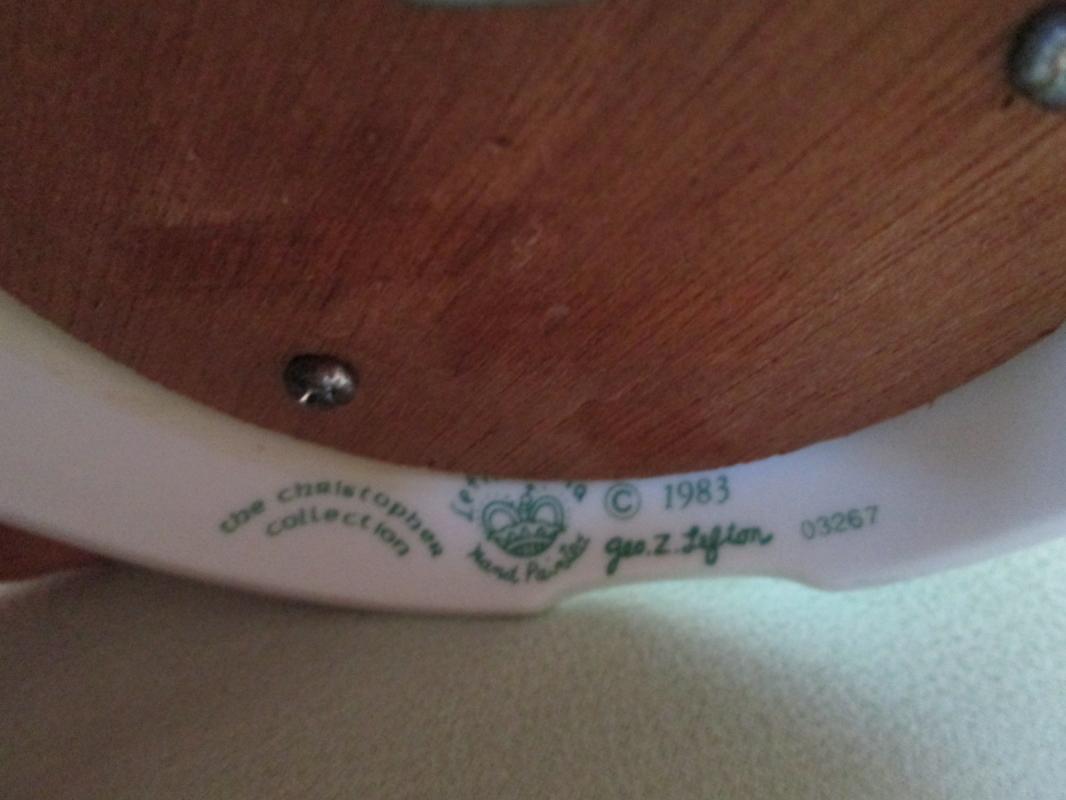 the christopher
collection
Hand Painted
© 1983
geo. Z. Lefton
03267